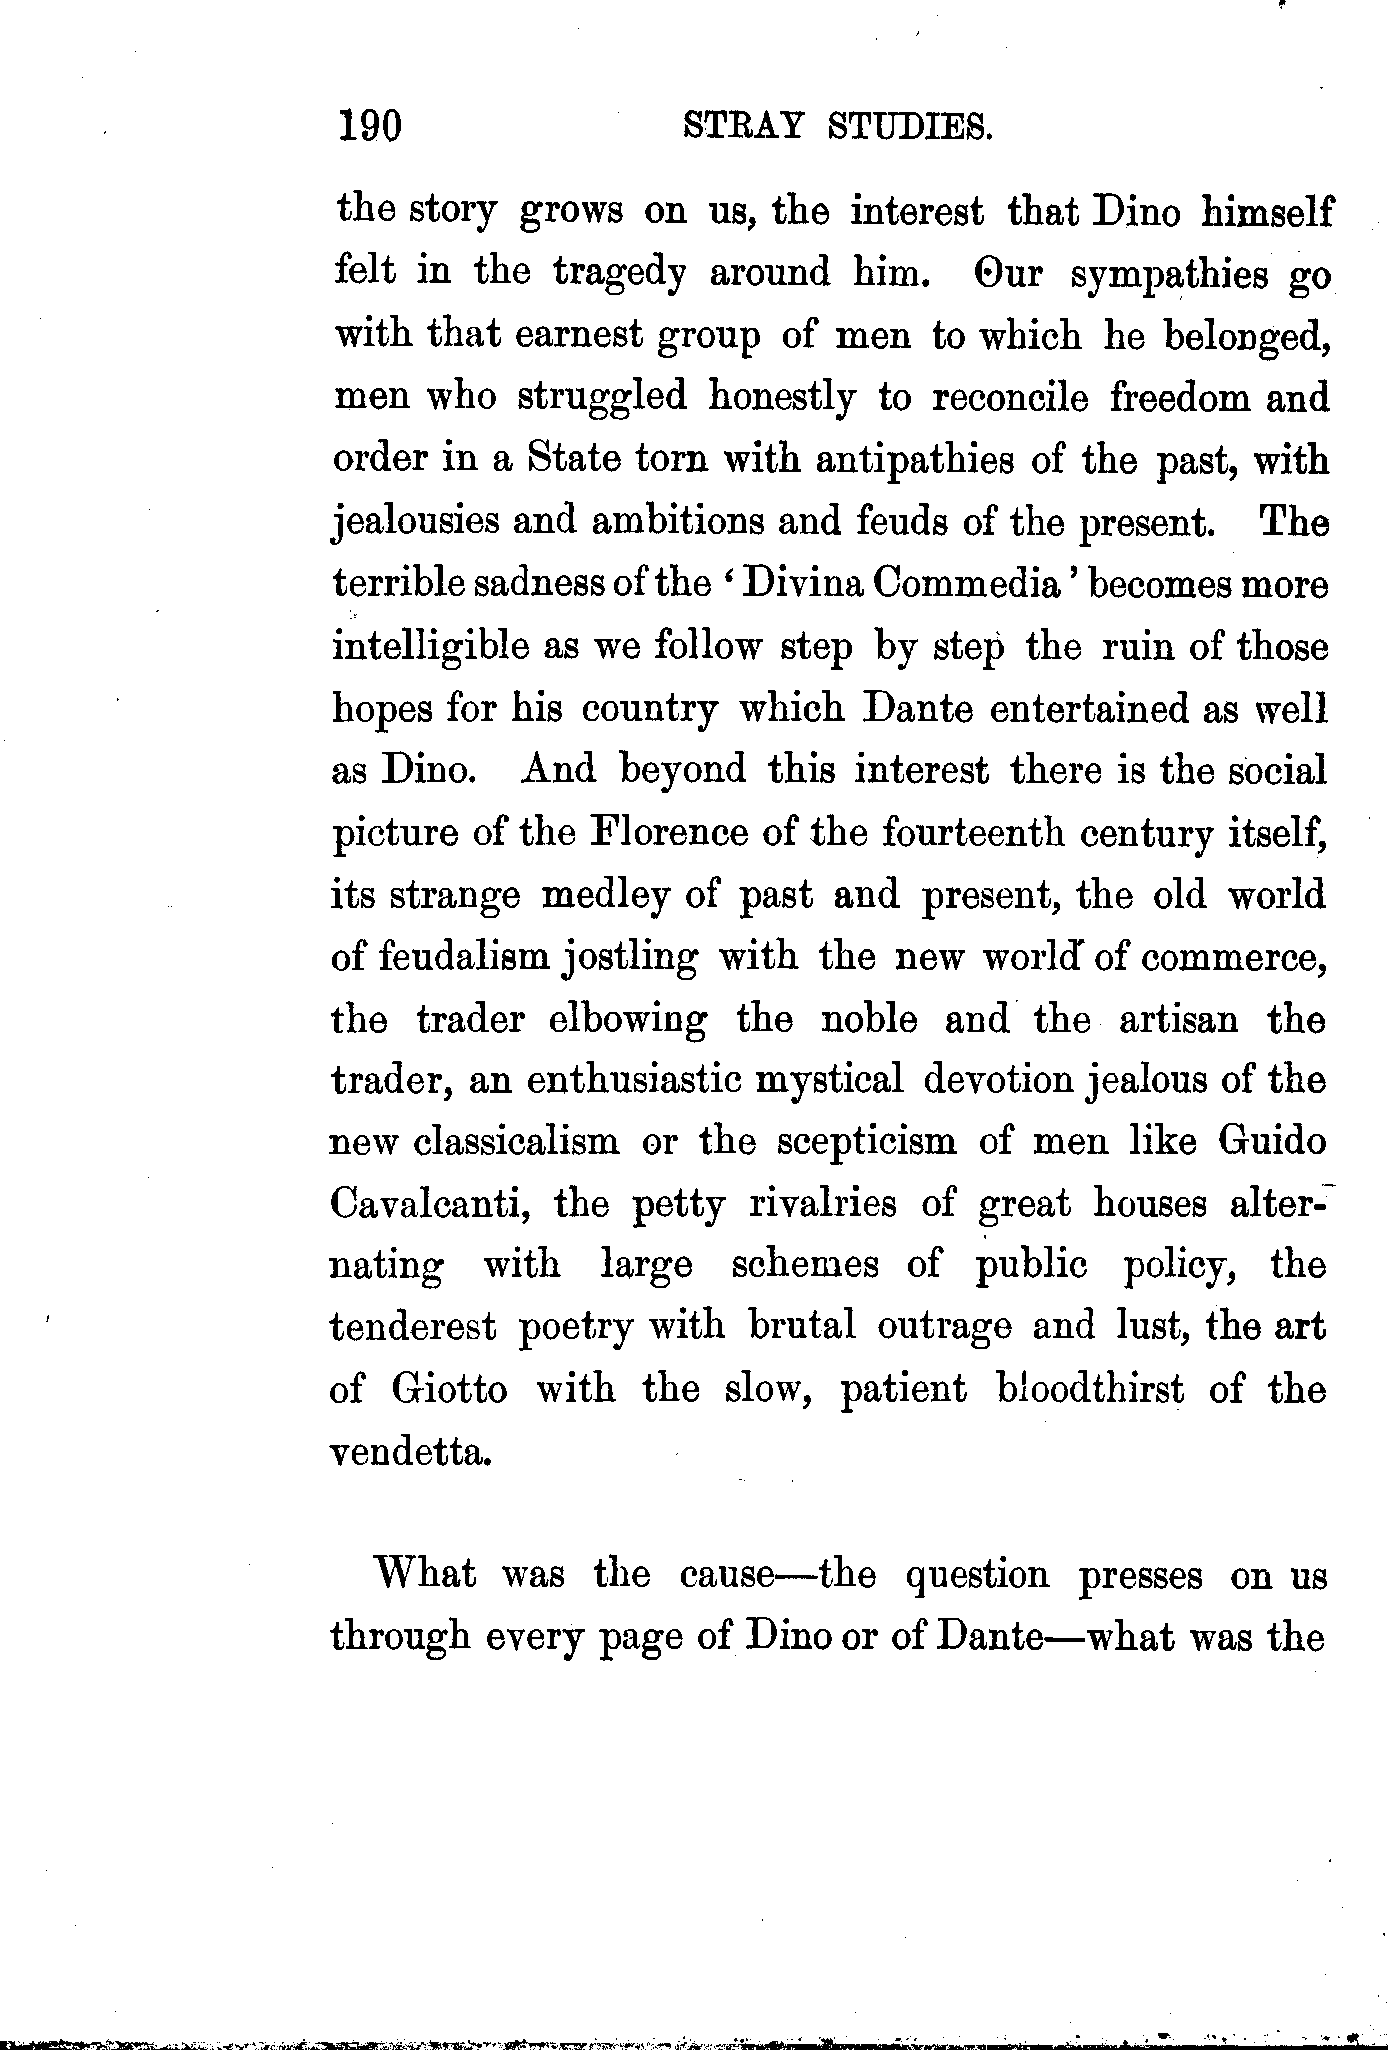 190 STRAY STUDIES.
the story grows on us, the interest that Dino himself
felt in the tragedy around him. Our sympathies go
with that earnest group of men to which he belonged,
men who struggled honestly to reconcile freedom and
order in a State torn with antipathies of the past, with
jealousies and ambitions and feuds of the present. The
terrible sadness of the ‘Divina Commedia’ becomes more
intelligible as we follow step by step the ruin of those
hopes for his country which Dante entertained as well
as Dino. And beyond this interest there is the social
picture of the Florence of the fourteenth century itself,
its strange medley of past and present, the old world
of feudalism jostling with the new world of commerce,
the trader elbowing the noble and the artisan the
trader, an enthusiastic mystical devotion jealous of the
new classicalism or the scepticism of men like Guido
Cavalcanti, the petty rivalries of great houses alter-
nating with large schemes of public policy, the
tenderest poetry with brutal outrage and lust, the art
of Giotto with the slow, patient bloodthirst of the
vendetta.
What was the cause—the question presses on us
through every page of Dino or of Dante—what was the